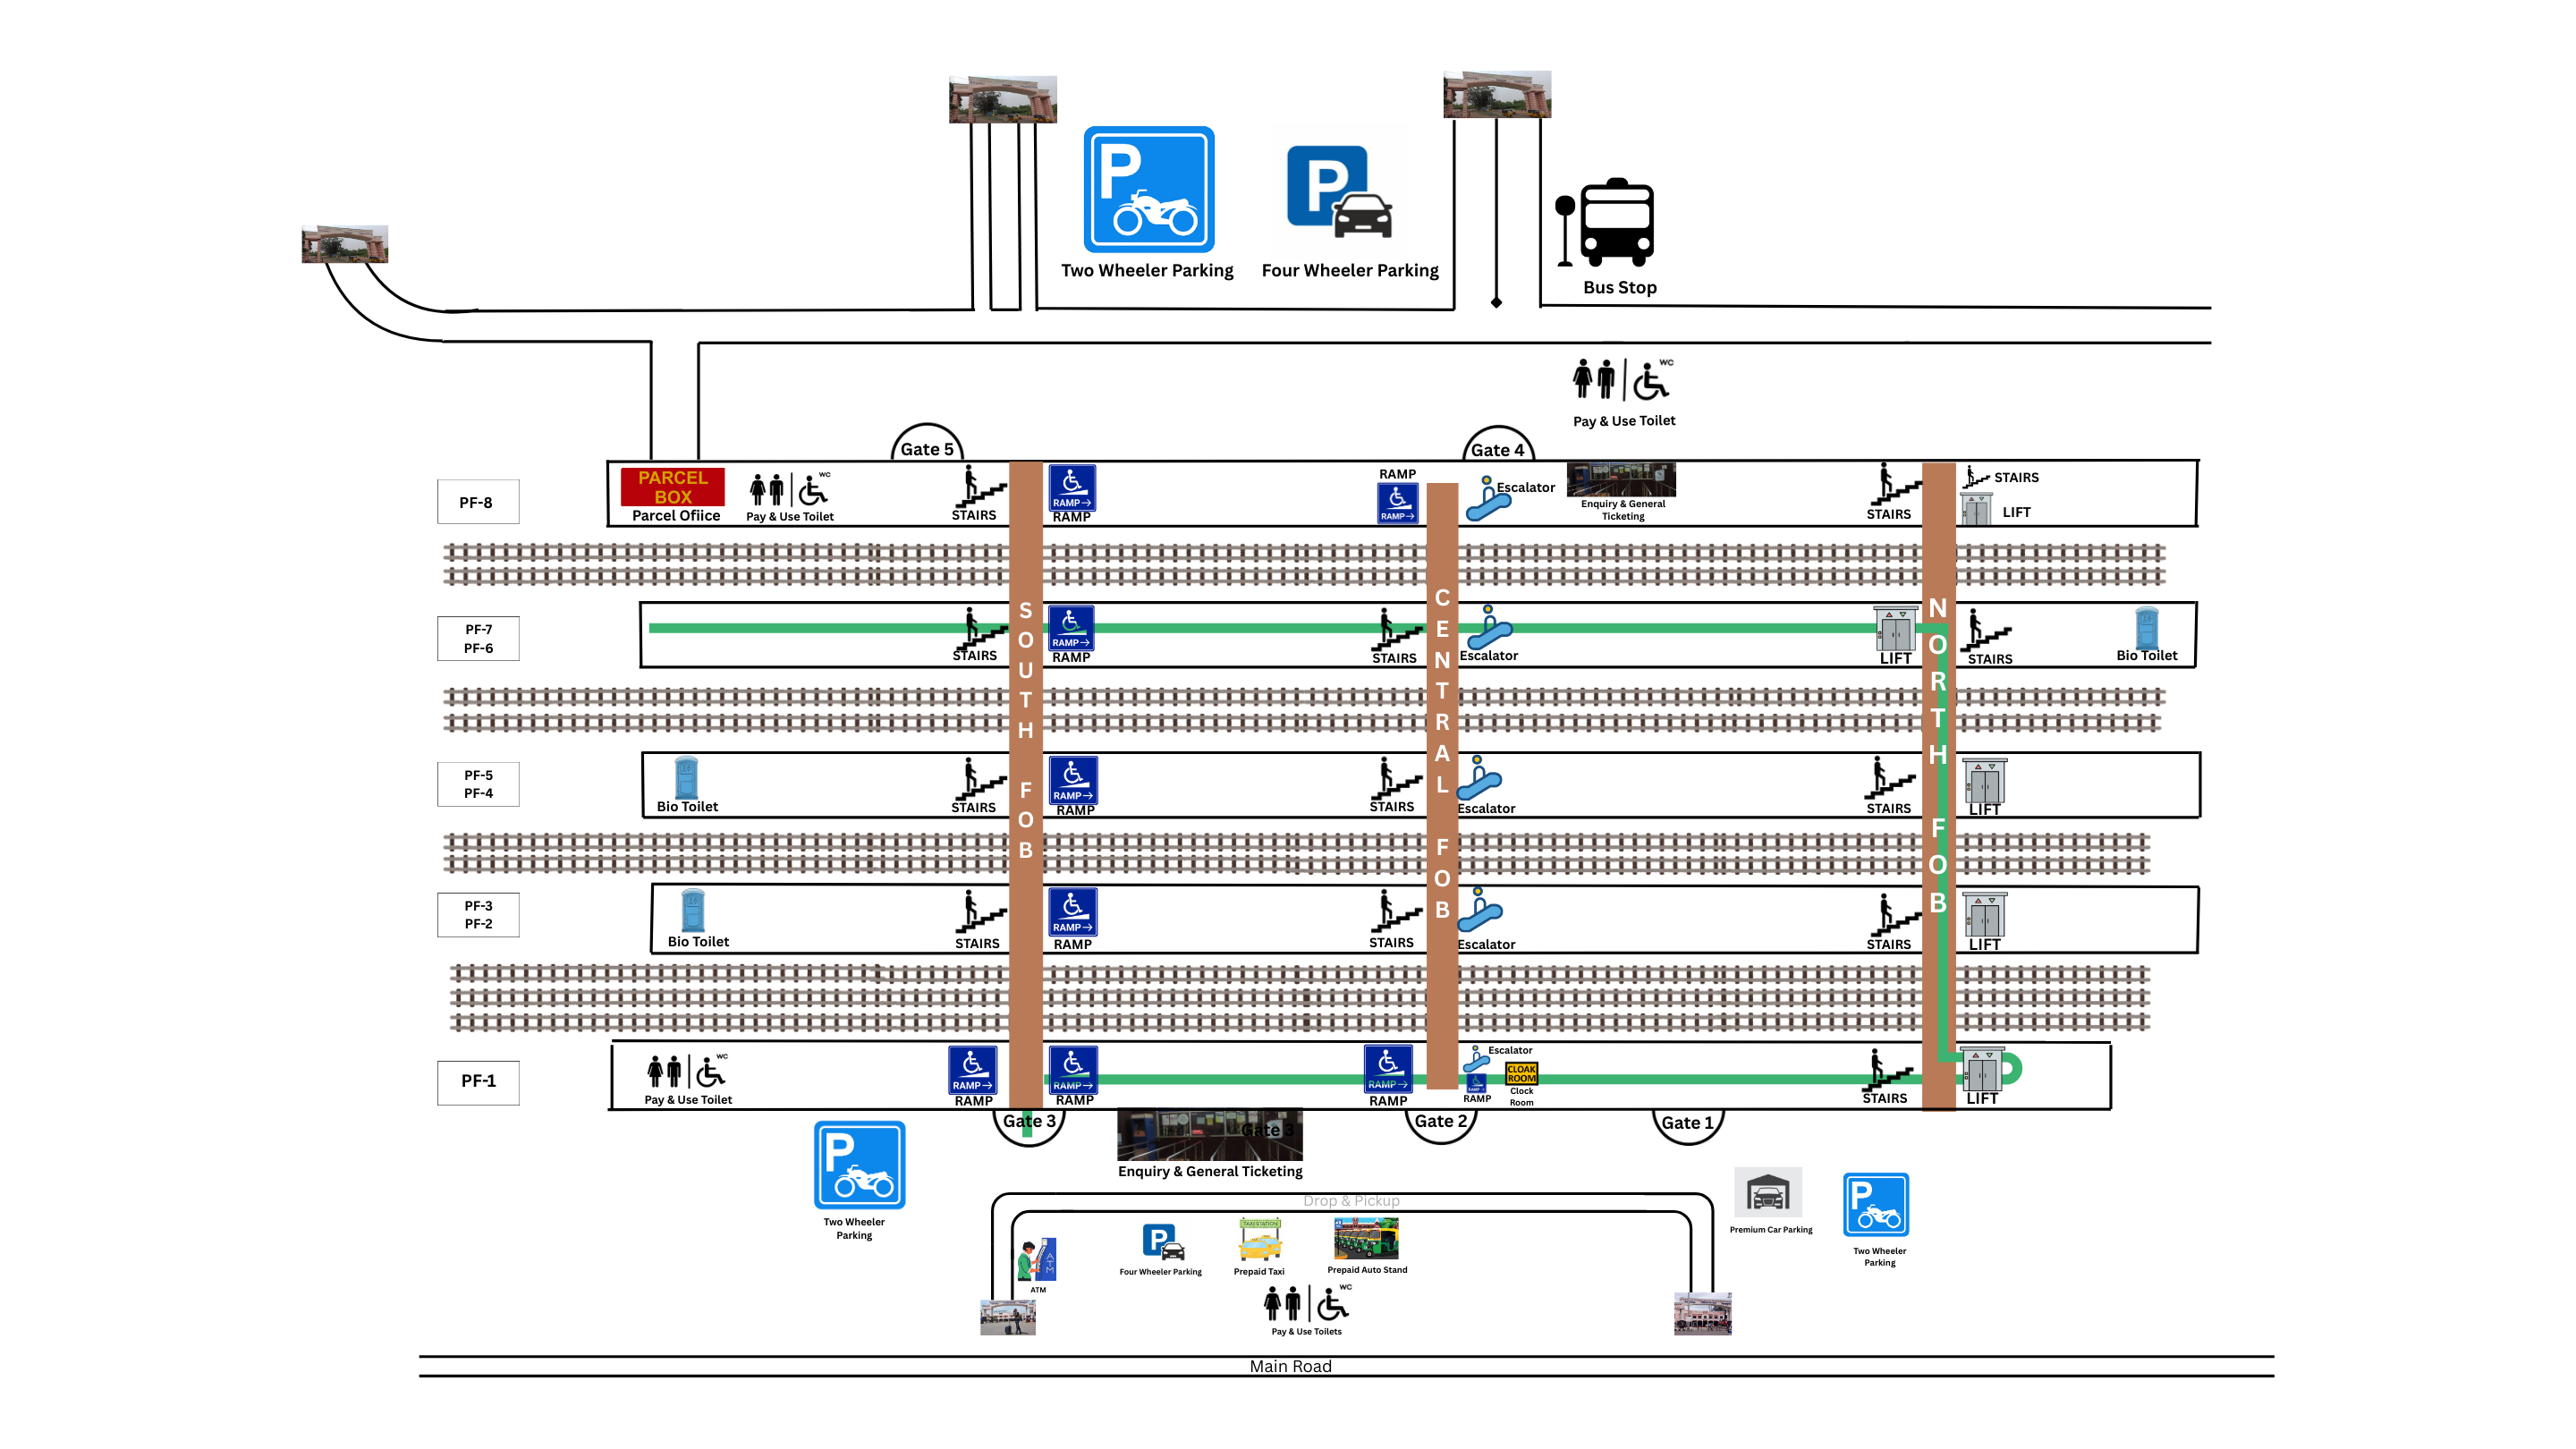 Two Wheeler Parking
Four Wheeler Parking
Bus Stop
WC
Pay & Use Toilet
Gate 5
Gate 4
PF-8
PARCEL
BOX
Parcel Ofiice
WC
Pay & Use Toilet
STAIRS
RAMP→
RAMP
RAMP
RAMP→
Escalator
Enquiry & General
Ticketing
STAIRS
STAIRS
LIFT
PF-7
PF-6
STAIRS
RAMP→
RAMP
STAIRS
Escalator
LIFT
STAIRS
Bio Toilet
SOUTH FOB
CENTRAL FOB
NORTH FOB
PF-5
PF-4
Bio Toilet
STAIRS
RAMP→
RAMP
STAIRS
Escalator
STAIRS
LIFT
PF-3
PF-2
Bio Toilet
STAIRS
RAMP→
RAMP
STAIRS
Escalator
STAIRS
LIFT
PF-1
WC
Pay & Use Toilet
RAMP→
RAMP
RAMP→
RAMP
RAMP→
RAMP
Escalator
RAMP
CLOAK
ROOM
Clock
Room
STAIRS
LIFT
Gate 3
Gate 3
Gate 2
Gate 1
Enquiry & General Ticketing
Two Wheeler
Parking
Drop & Pickup
Premium Car Parking
Two Wheeler
Parking
ATM
ATM
Four Wheeler Parking
TAXI STATION
Prepaid Taxi
Prepaid Auto Stand
WC
Pay & Use Toilets
Main Road